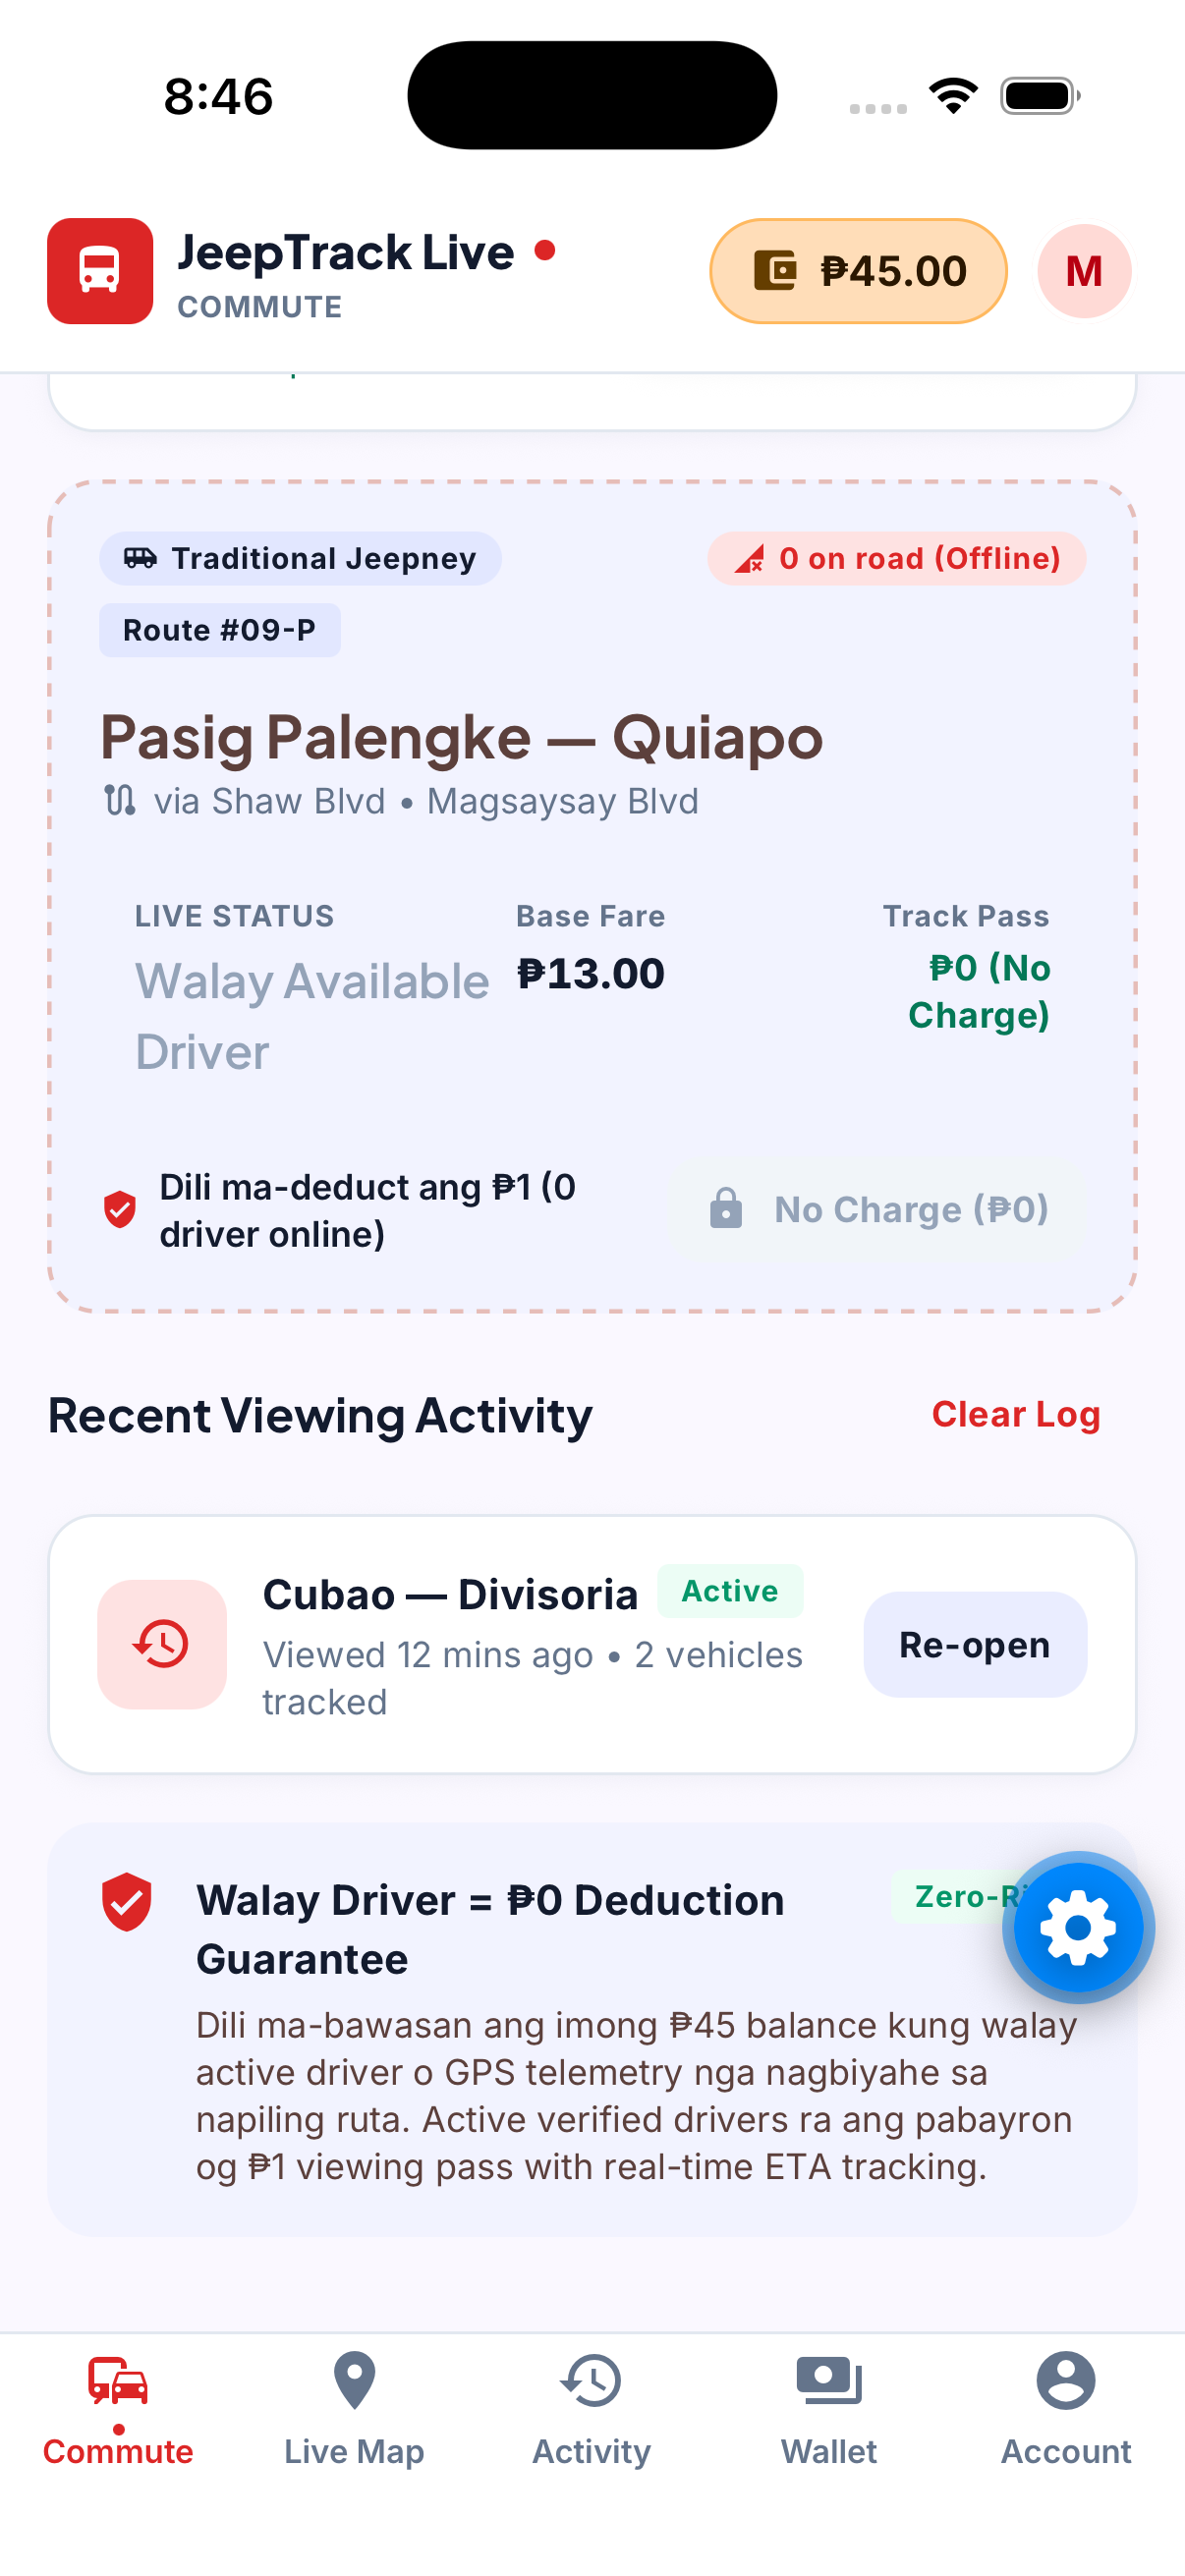 8:46
JeepTrack Live
COMMUTE
₱45.00
M
Traditional Jeepney
0 on road (Offline)
Route #09-P
Pasig Palengke — Quiapo
via Shaw Blvd • Magsaysay Blvd
LIVE STATUS
Walay Available
Driver
Base Fare
₱13.00
Track Pass
₱0 (No
Charge)
Dili ma-deduct ang ₱1 (0
driver online)
No Charge (₱0)
Recent Viewing Activity
Clear Log
Cubao — Divisoria
Active
Viewed 12 mins ago • 2 vehicles
tracked
Re-open
Walay Driver = ₱0 Deduction
Guarantee
Dili ma-bawasan ang imong ₱45 balance kung walay
active driver o GPS telemetry nga nagbiyahe sa
napiling ruta. Active verified drivers ra ang pabayron
og ₱1 viewing pass with real-time ETA tracking.
Commute
Live Map
Activity
Wallet
Account